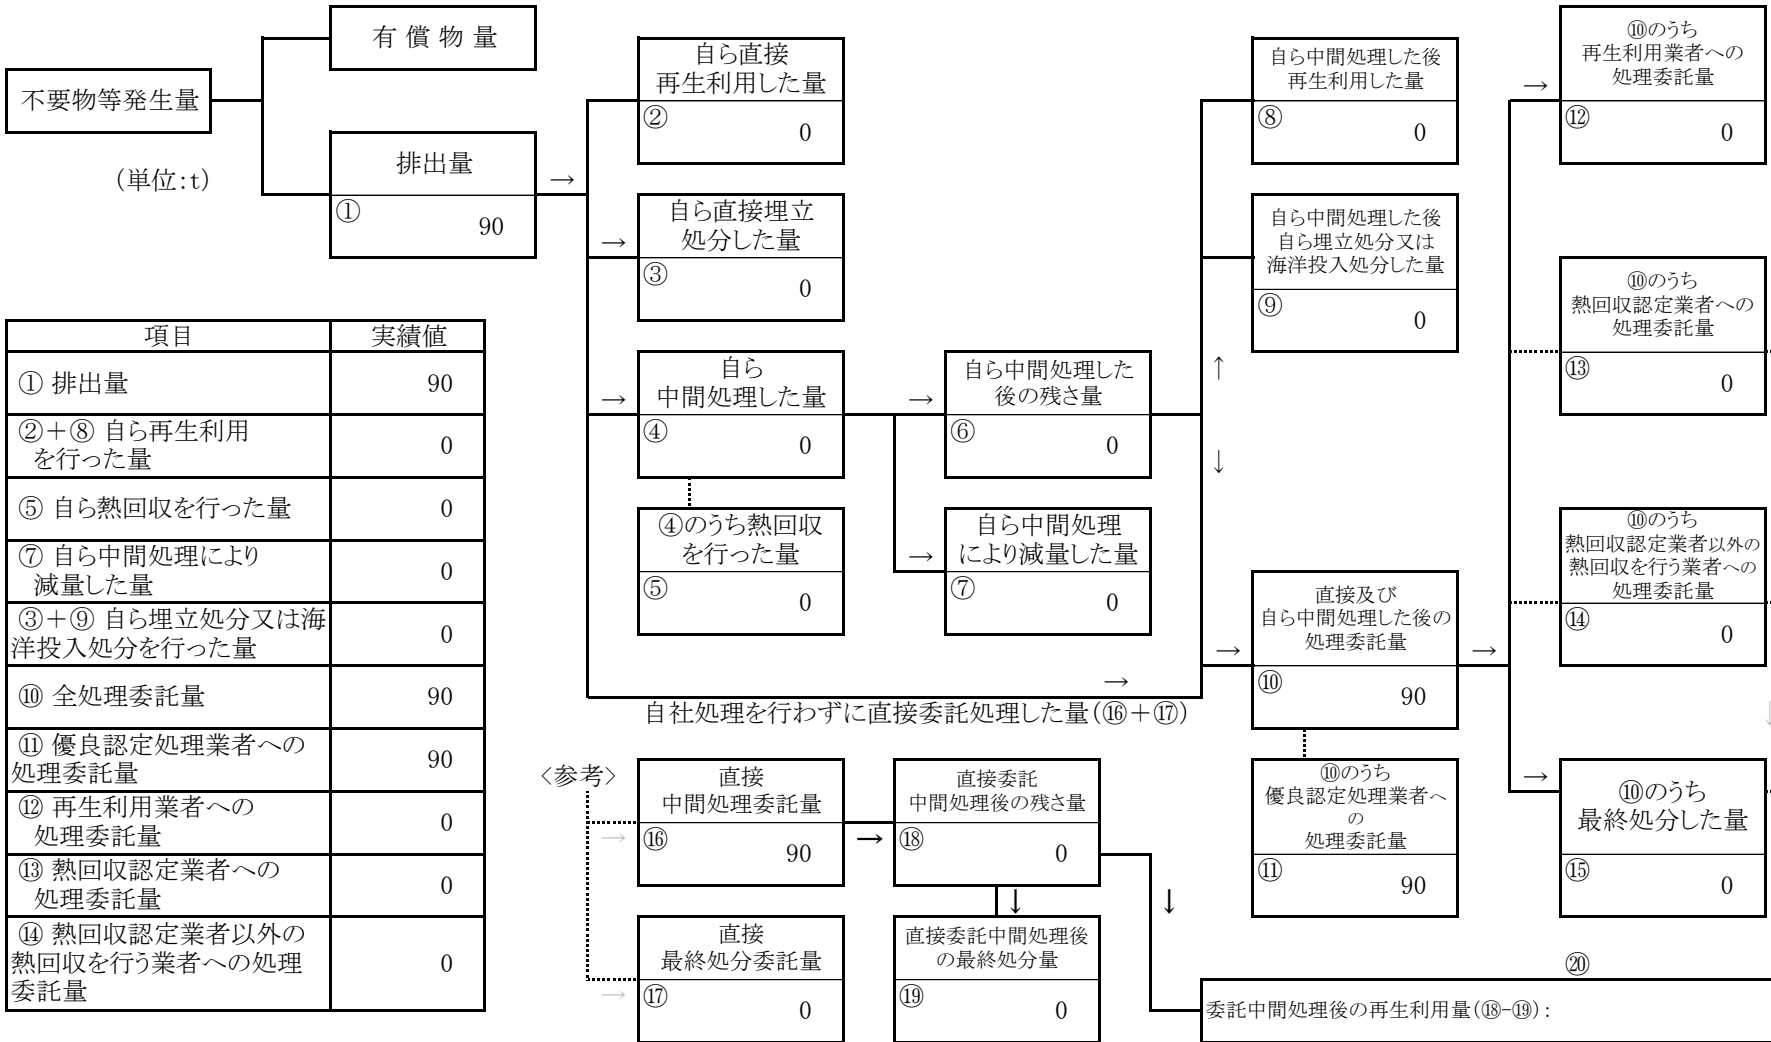 不要物等発生量
(単位:t)
有 償 物 量
排出量
①
90
→
自ら直接
再生利用した量
②
0
→
自ら直接埋立
処分した量
③
0
→
自ら
中間処理した量
④
0
④のうち熱回収
を行った量
⑤
0
→
自ら中間処理した
後の残さ量
⑥
0
→
自ら中間処理
により減量した量
⑦
0
自ら中間処理した後
再生利用した量
⑧
0
自ら中間処理した後
自ら埋立処分又は
海洋投入処分した量
⑨
0
↑
↓
→
自社処理を行わずに直接委託処理した量(⑯+⑰)
→
直接及び
自ら中間処理した後の
処理委託量
⑩
90
→
⑩のうち
優良認定処理業者へ
の
処理委託量
⑪
90
→
⑩のうち
再生利用業者への
処理委託量
⑫
0
⑩のうち
熱回収認定業者への
処理委託量
⑬
0
⑩のうち
熱回収認定業者以外の
熱回収を行う業者への
処理委託量
⑭
0
↓
→
⑩のうち
最終処分した量
⑮
0
項目 実績値
① 排出量 90
②+⑧ 自ら再生利用
を行った量 0
⑤ 自ら熱回収を行った量 0
⑦ 自ら中間処理により
減量した量 0
③+⑨ 自ら埋立処分又は海
洋投入処分を行った量 0
⑩ 全処理委託量 90
⑪ 優良認定処理業者への
処理委託量 90
⑫ 再生利用業者への
処理委託量 0
⑬ 熱回収認定業者への
処理委託量 0
⑭ 熱回収認定業者以外の
熱回収を行う業者への処理
委託量 0
<参考>
→
直接
中間処理委託量
⑯
90
→
直接委託
中間処理後の残さ量
⑱
0
↓
↓
→
直接
最終処分委託量
⑰
0
直接委託中間処理後
の最終処分量
⑲
0
⑳
委託中間処理後の再生利用量(⑱-⑲):